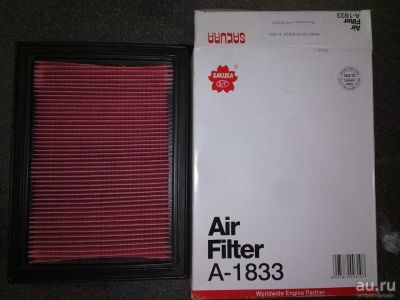 Air
Filter
A-1833
SAKURA
SAKURA
Air
Filter
A-1833
Worldwide Engine Partner
au.ru